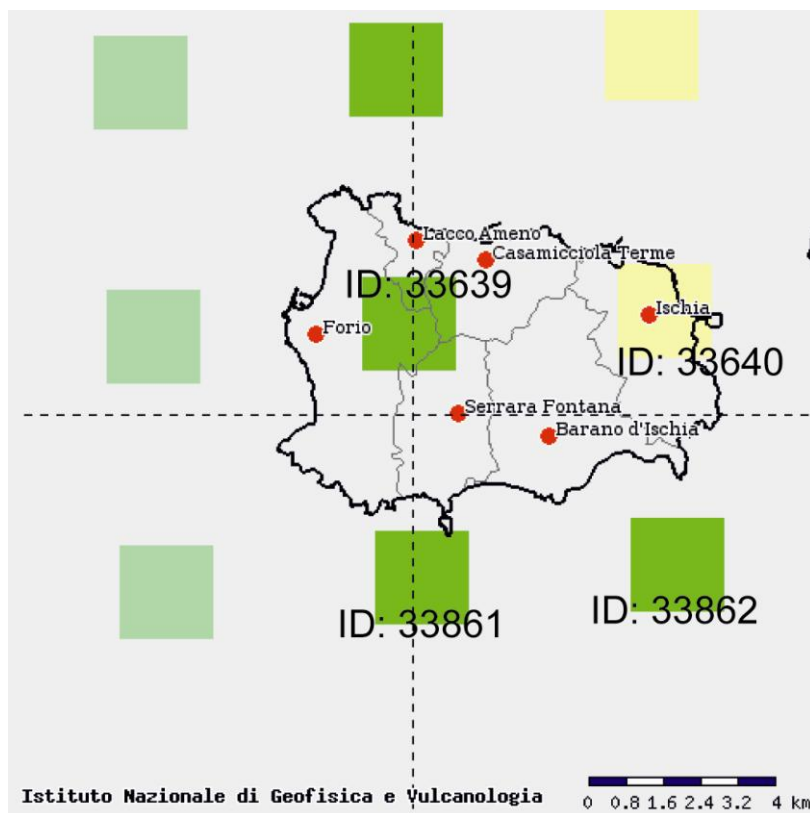 Lacco Ameno
Casamicciola Terme
ID: 33639
Ischia
Forio
ID: 33640
Serrara Fontana
Barano d'Ischia
ID: 33862
ID: 33861
Istituto Nazionale di Geofisica e Vulcanologia
0 0.8 1.6 2.4 3.2 4 km